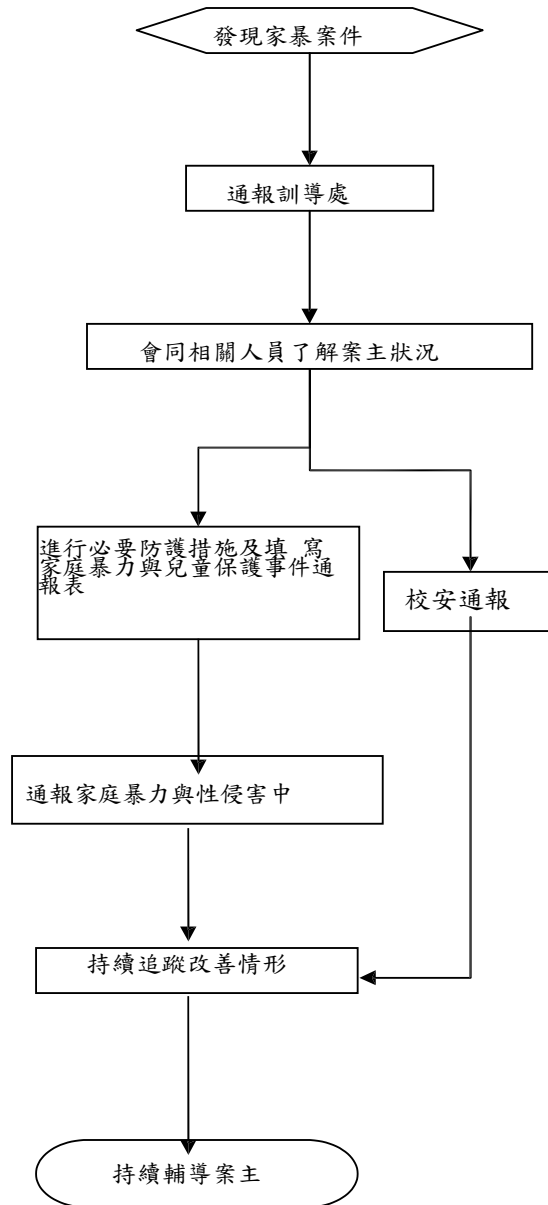 發現家暴案件
通報訓導處
會同相關人員了解案主狀況
進行必要防護措施及填 寫
家庭暴力與兒童保護事件通
報表
校安通報
通報家庭暴力與性侵害中
持續追蹤改善情形
持續輔導案主